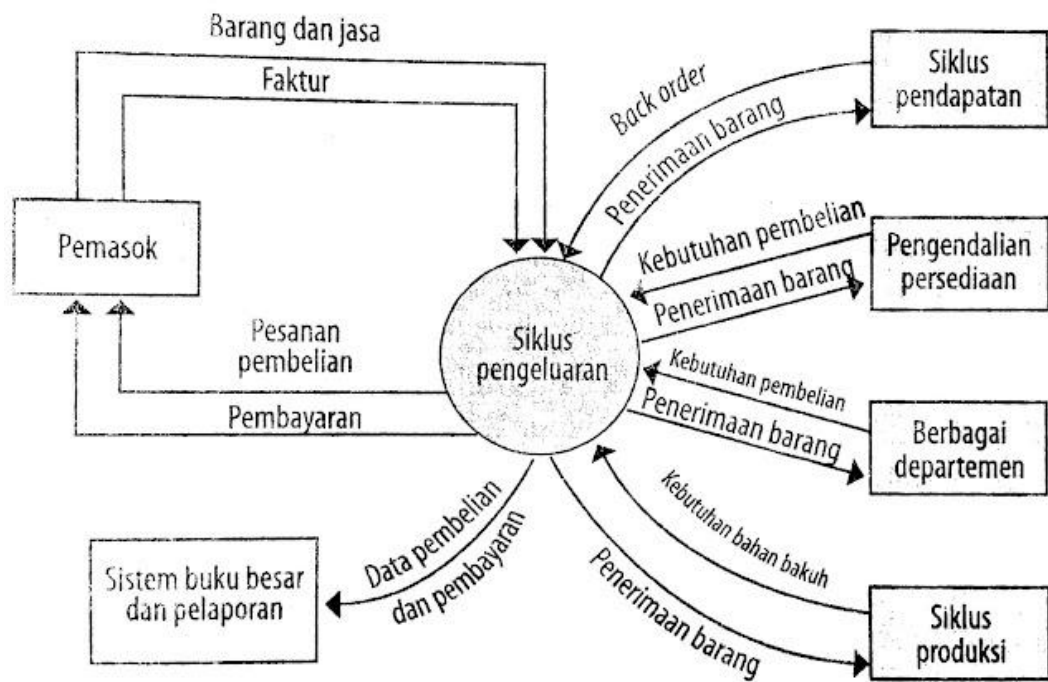 Barang dan jasa
Faktur
Pemasok
Pesanan
pembelian
Pembayaran
Siklus
pengeluaran
Back order
Penerimaan barang
Siklus
pendapatan
Kebutuhan pembelian
Penerimaan barang
Pengendalian
persediaan
Kebutuhan pembelian
Penerimaan barang
Berbagai
departemen
Kebutuhan bahan bakuh
Penerimaan barang
Siklus
produksi
Data pembelian
dan pembayaran
Sistem buku besar
dan pelaporan